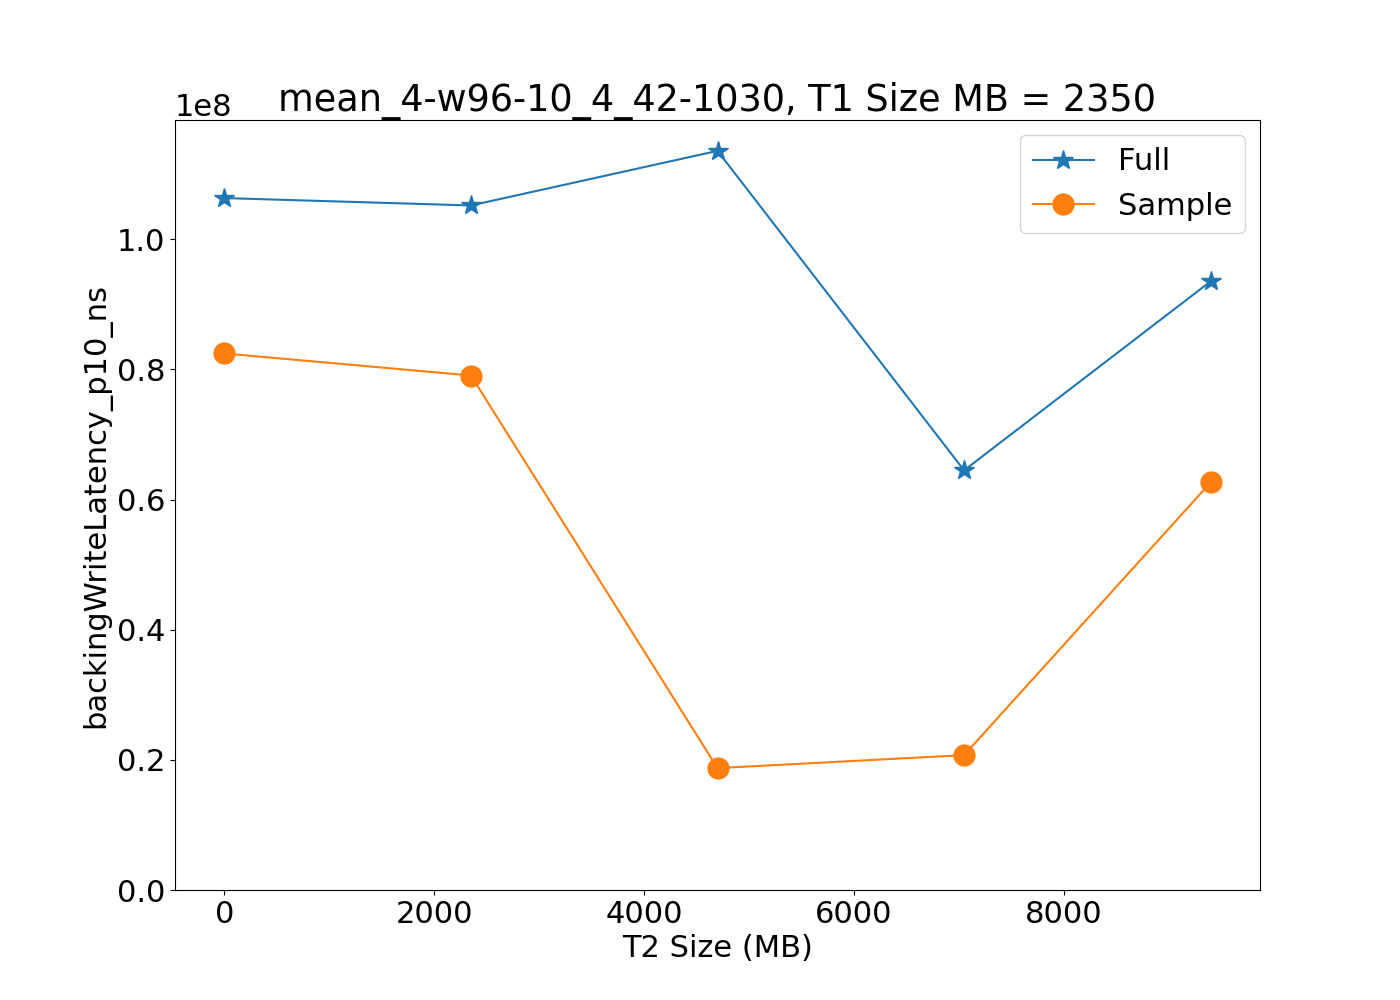 mean_4-w96-10_4_42-1030, T1 Size MB = 2350
1e8
Full
Sample
1.0
0.8
0.6
0.4
0.2
0.0
backingWriteLatency_p10_ns
0 2000 4000 6000 8000
T2 Size (MB)